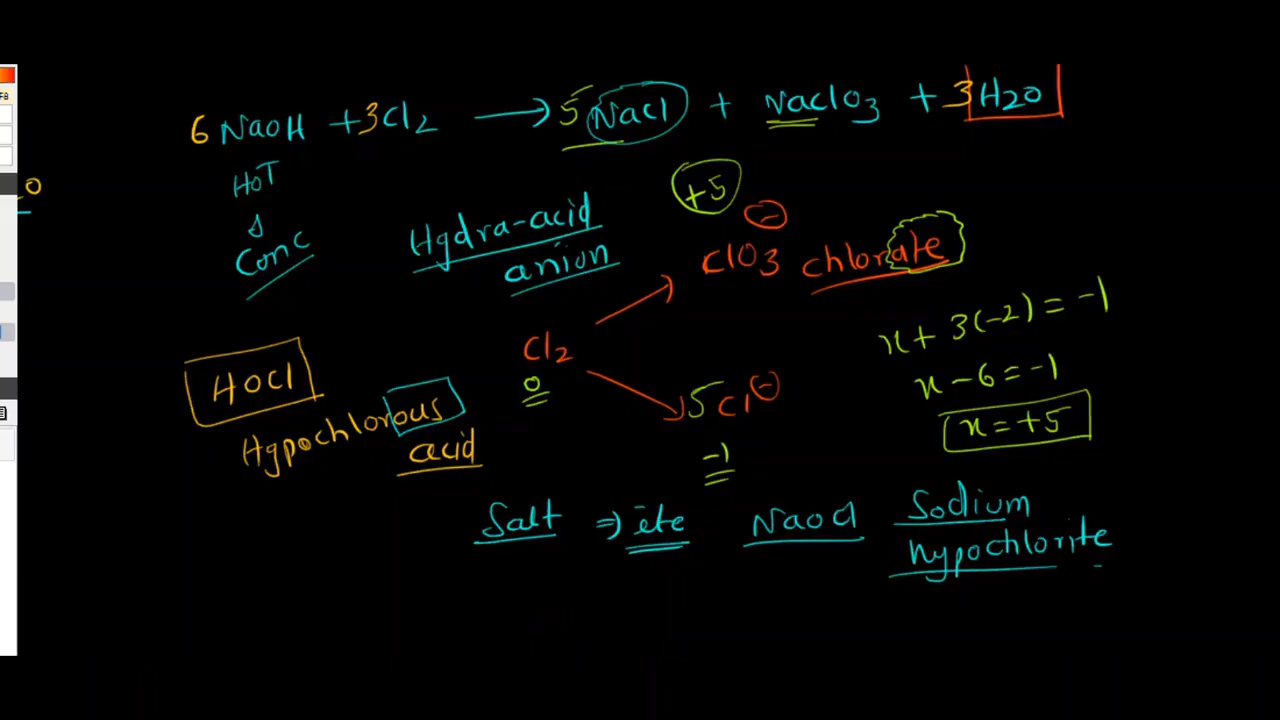 6 NaOH + 3Cl2 → 5 NaCl + NaClO3 + 3H2O
HOT
&
Conc
Hydra-acid
anion
+5
ClO3 -
chlorate
x + 3(-2) = -1
x - 6 = -1
x = +5
Cl2
0
5Cl -
-1
HOCl
Hypochlorous
acid
Salt ⇒ ite NaOCl Sodium
hypochlorite
O